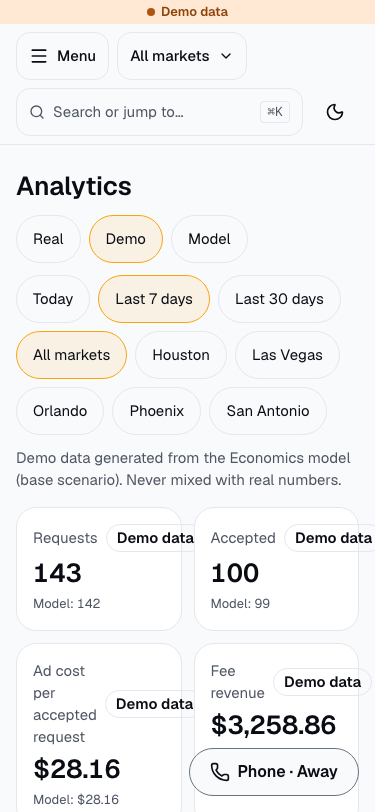 Demo data
Menu
All markets
Search or jump to...
⌘K
Analytics
Real
Demo
Model
Today
Last 7 days
Last 30 days
All markets
Houston
Las Vegas
Orlando
Phoenix
San Antonio
Demo data generated from the Economics model
(base scenario). Never mixed with real numbers.
Requests
Demo data
143
Model: 142
Accepted
Demo data
100
Model: 99
Ad cost
per
accepted
request
Demo data
$28.16
Model: $28.16
Fee
revenue
Demo data
$3,258.86
Phone · Away